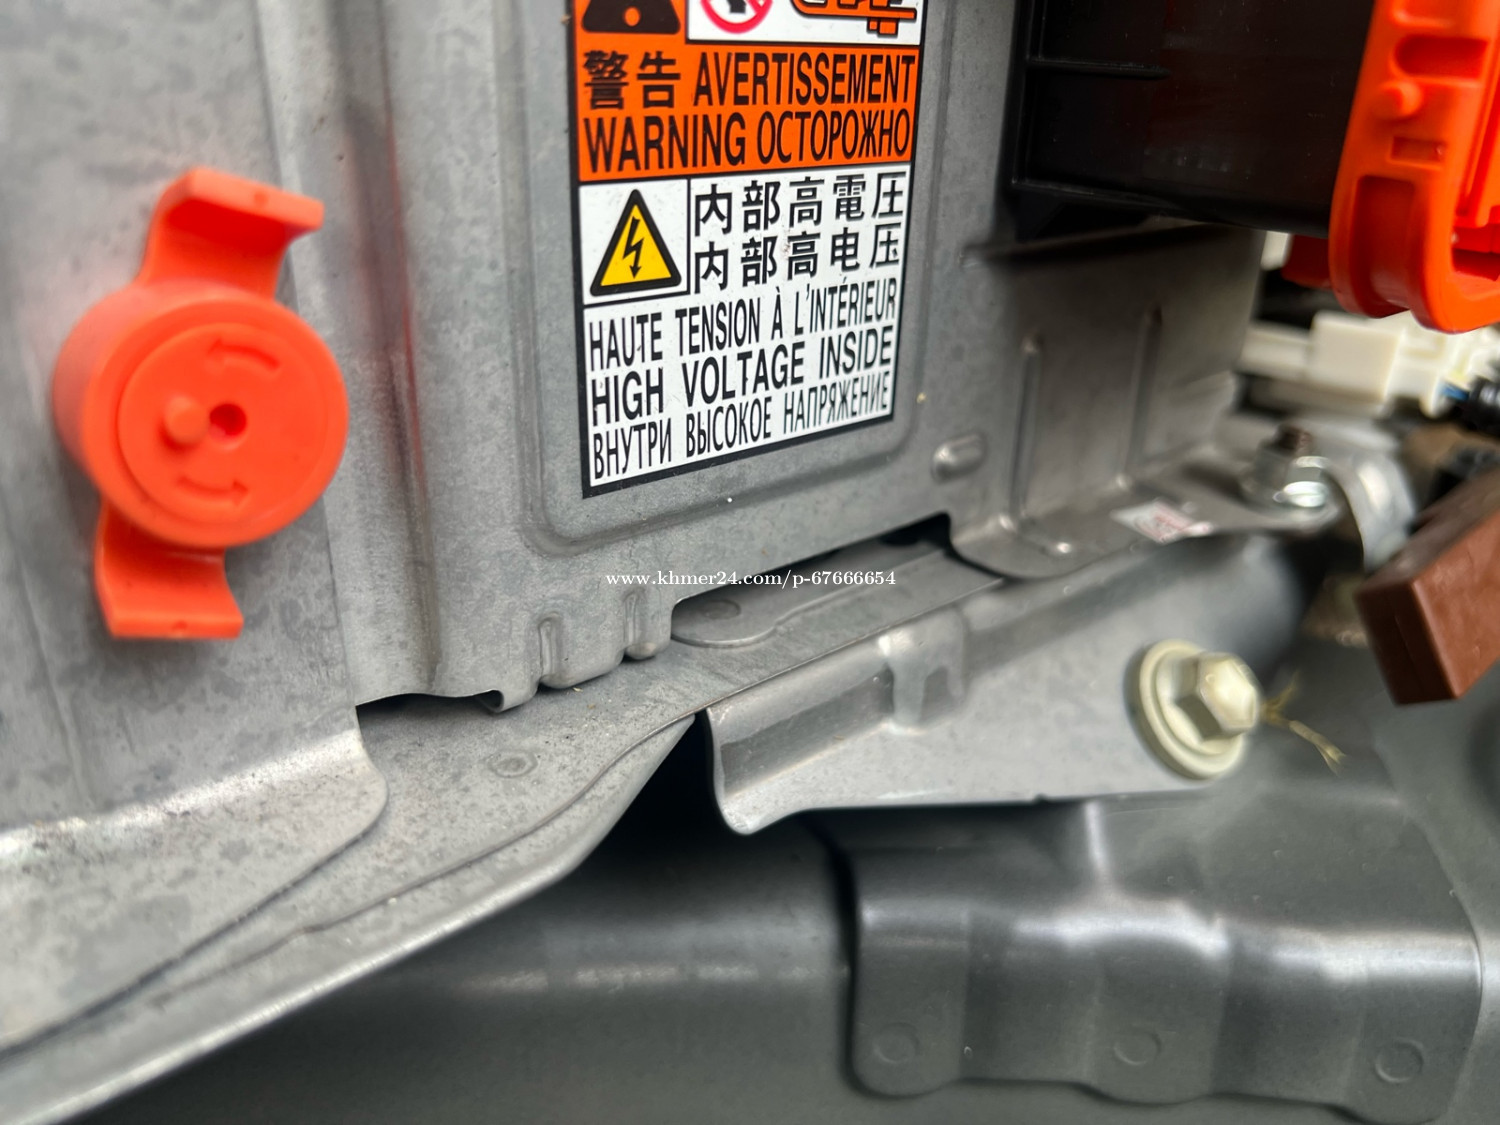 警告 AVERTISSEMENT
WARNING ОСТОРОЖНО
内部高電圧
内部高电压
HAUTE TENSION À L'INTÉRIEUR
HIGH VOLTAGE INSIDE
ВНУТРИ ВЫСОКОЕ НАПРЯЖЕНИЕ
www.khmer24.com/p-67666654